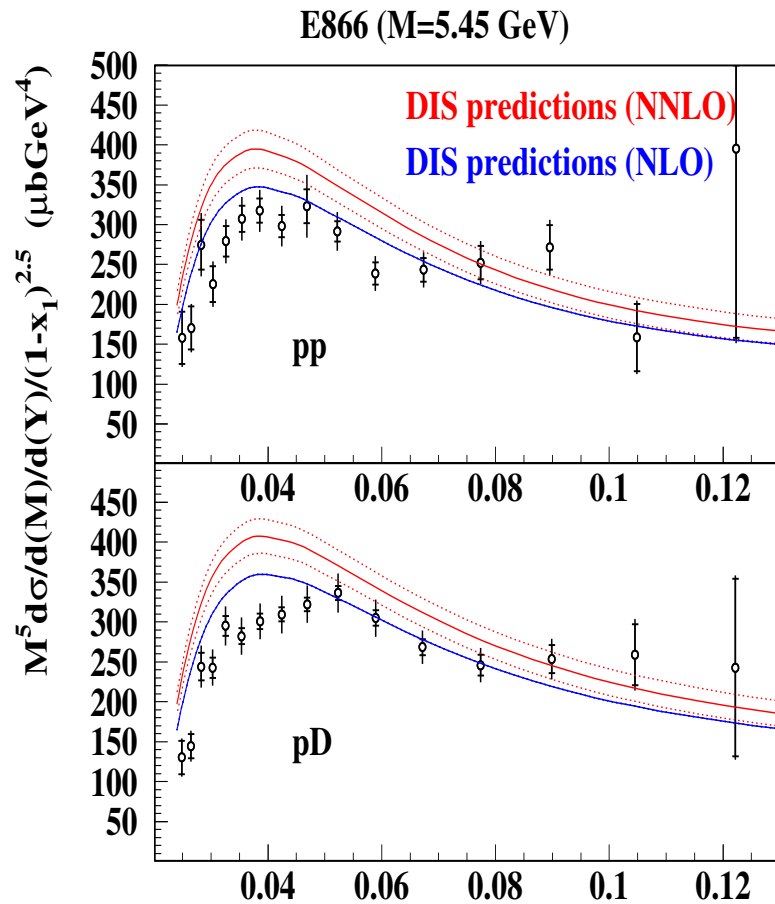 E866 (M=5.45 GeV)
M⁵dσ/d(M)/d(Y)/(1-x₁)²·⁵ (μbGeV⁴)
500
450
400
350
300
250
200
150
100
50
DIS predictions (NNLO)
DIS predictions (NLO)
pp
0.04 0.06 0.08 0.1 0.12
450
400
350
300
250
200
150
100
50
pD
0.04 0.06 0.08 0.1 0.12